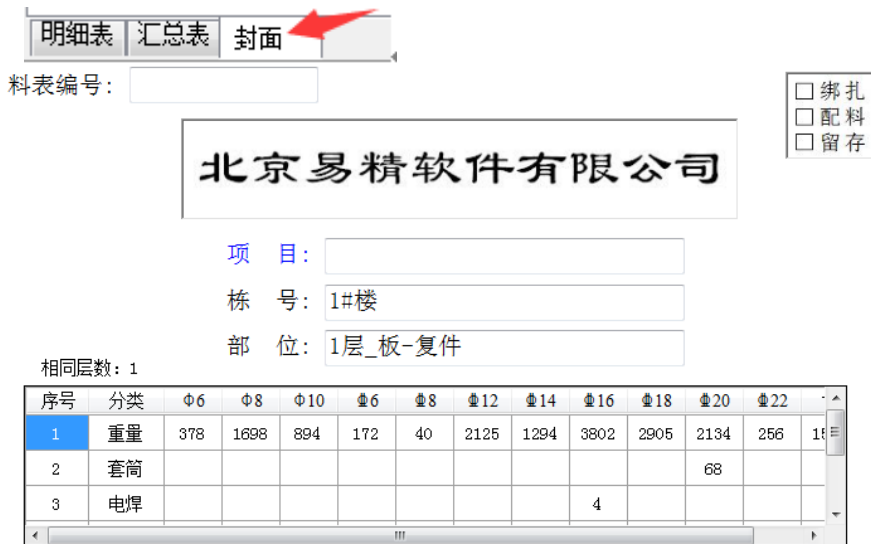 明细表 汇总表 封面
料表编号:
绑扎
配料
留存
北京易精软件有限公司
项 目:
栋 号: 1#楼
部 位: 1层_板-复件
相同层数: 1
序号 分类 Φ6 Φ8 Φ10 Φ6 Φ8 Φ12 Φ14 Φ16 Φ18 Φ20 Φ22
1 重量 378 1698 894 172 40 2125 1294 3802 2905 2134 256
2 套筒 68
3 电焊 4